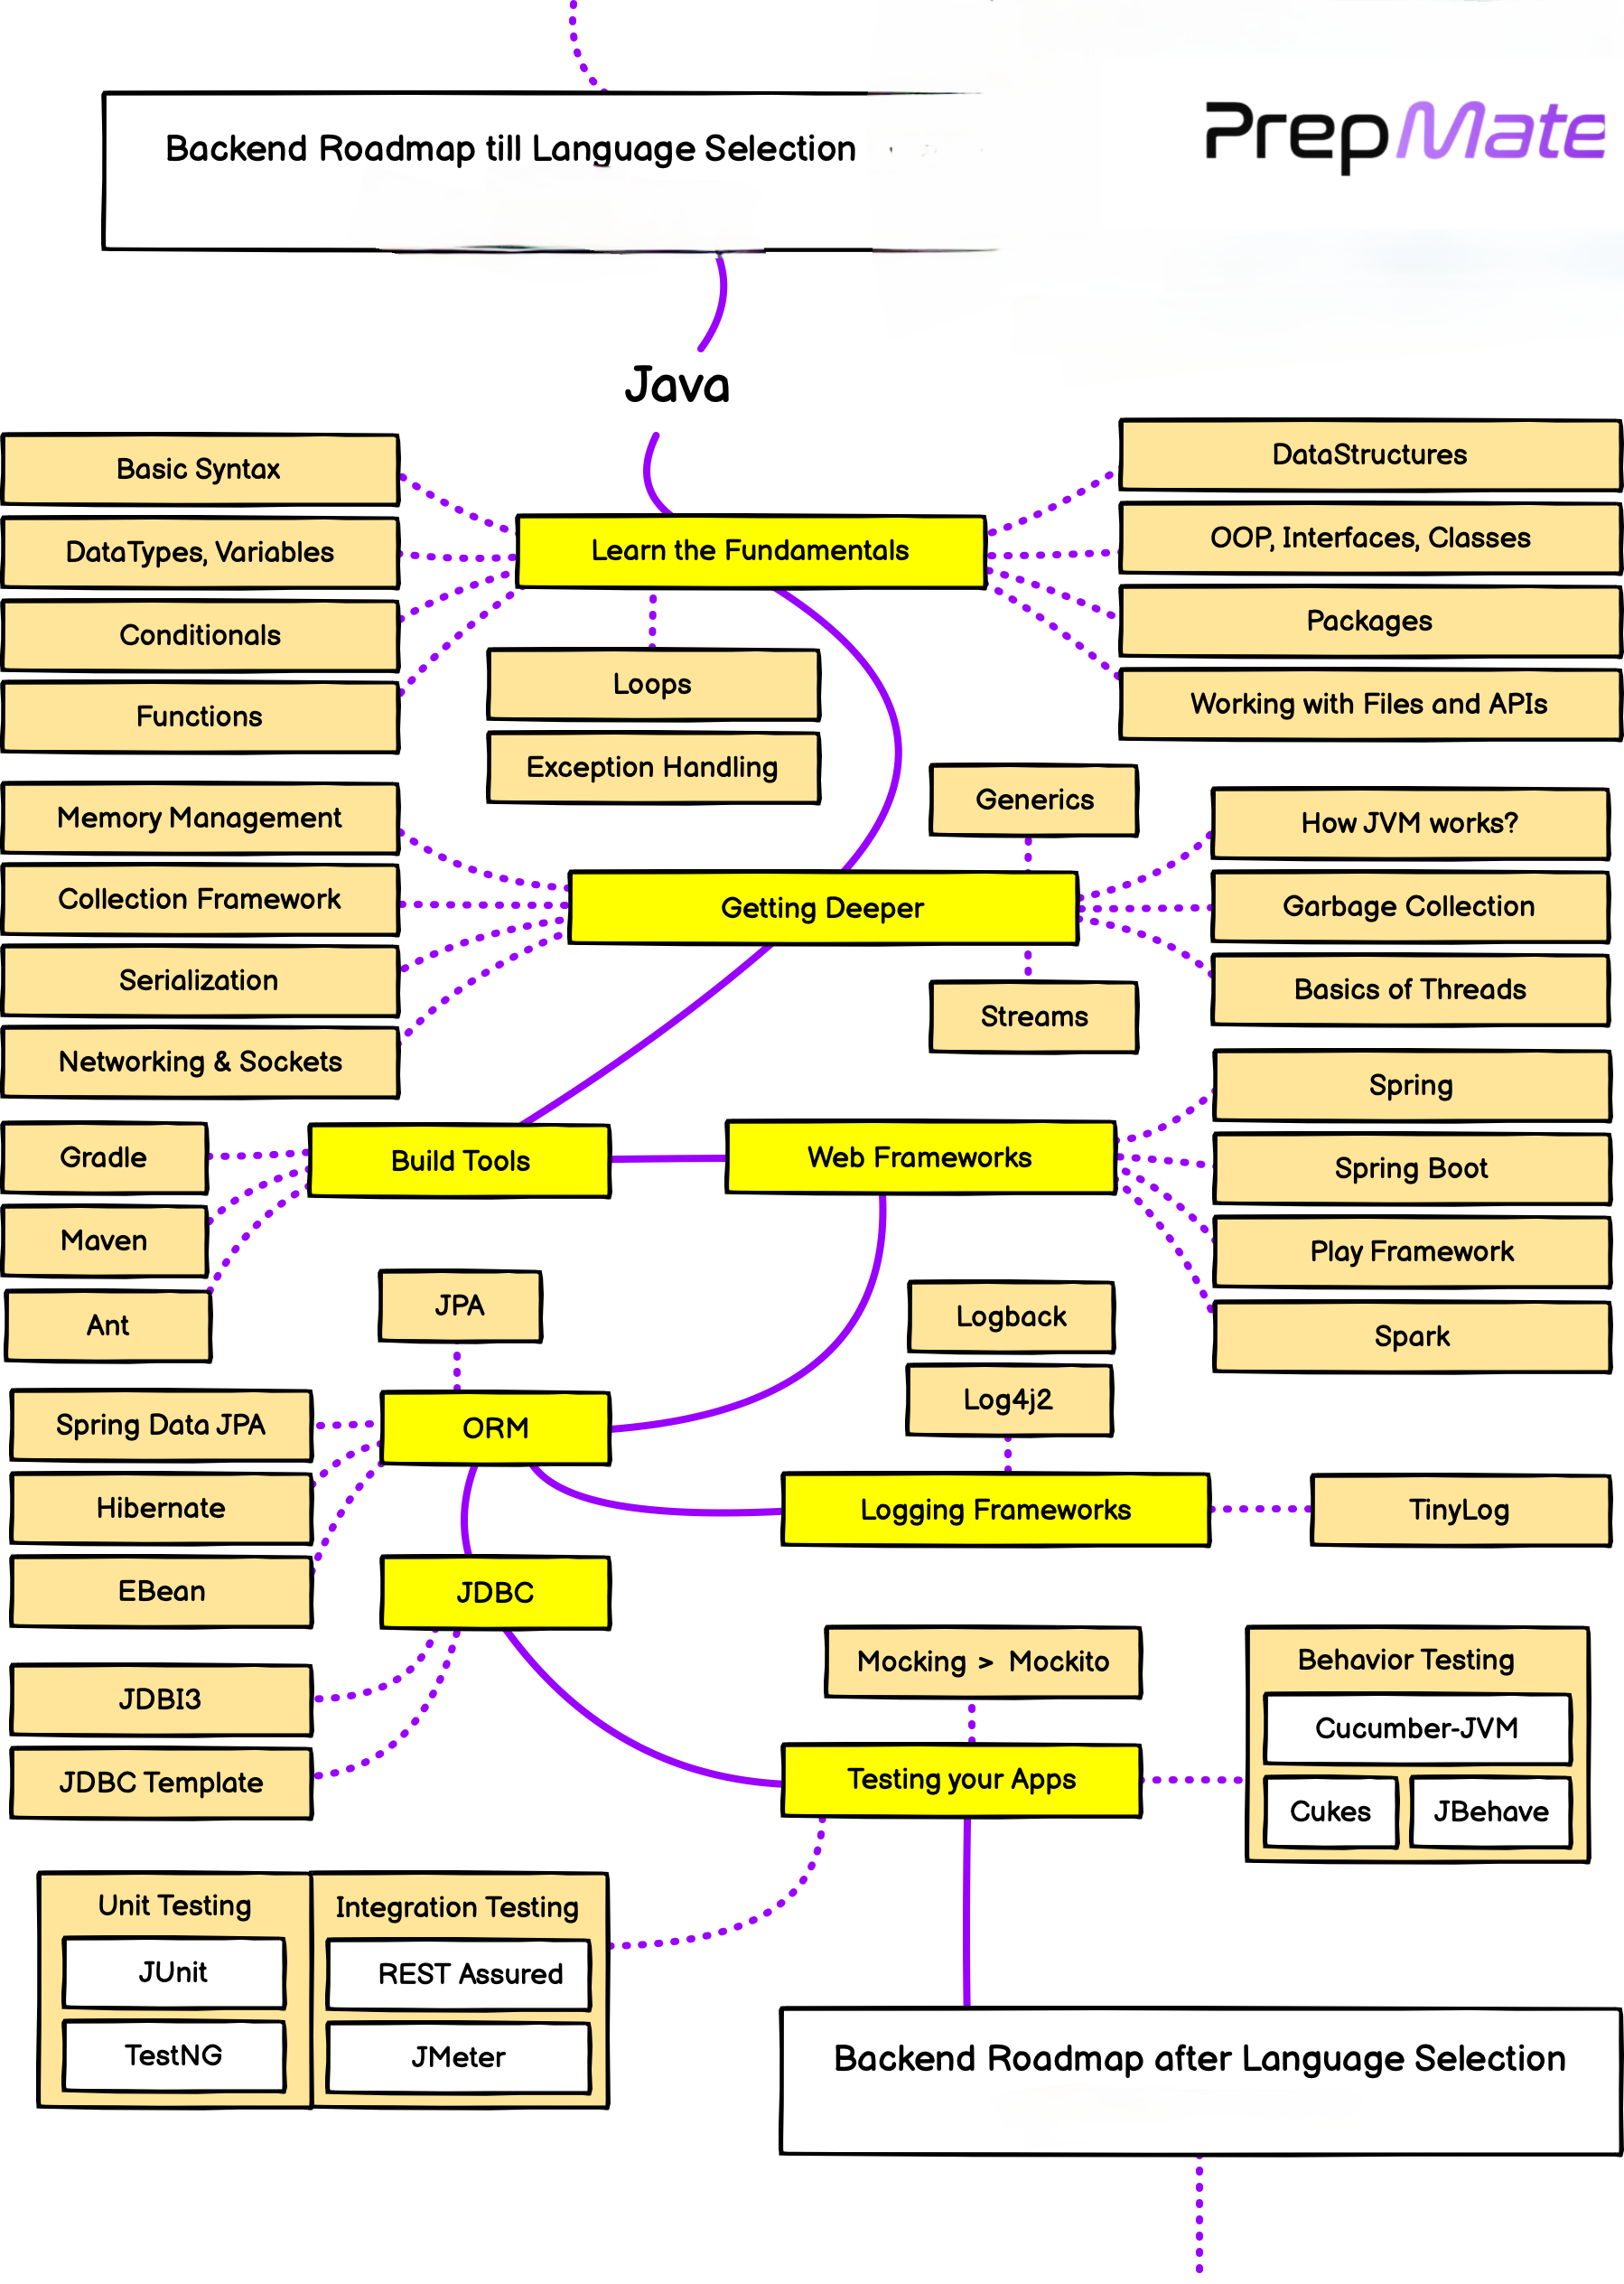 Backend Roadmap till Language Selection
PrepMate
Java
Basic Syntax
DataTypes, Variables
Conditionals
Functions
Learn the Fundamentals
Loops
Exception Handling
DataStructures
OOP, Interfaces, Classes
Packages
Working with Files and APIs
Memory Management
Collection Framework
Serialization
Networking & Sockets
Generics
Getting Deeper
Streams
How JVM works?
Garbage Collection
Basics of Threads
Gradle
Maven
Ant
Build Tools
Web Frameworks
Spring
Spring Boot
Play Framework
Spark
JPA
ORM
Spring Data JPA
Hibernate
EBean
Logback
Log4j2
Logging Frameworks
TinyLog
JDBC
JDBI3
JDBC Template
Mocking > Mockito
Testing your Apps
Behavior Testing
Cucumber-JVM
Cukes
JBehave
Unit Testing
JUnit
TestNG
Integration Testing
REST Assured
JMeter
Backend Roadmap after Language Selection